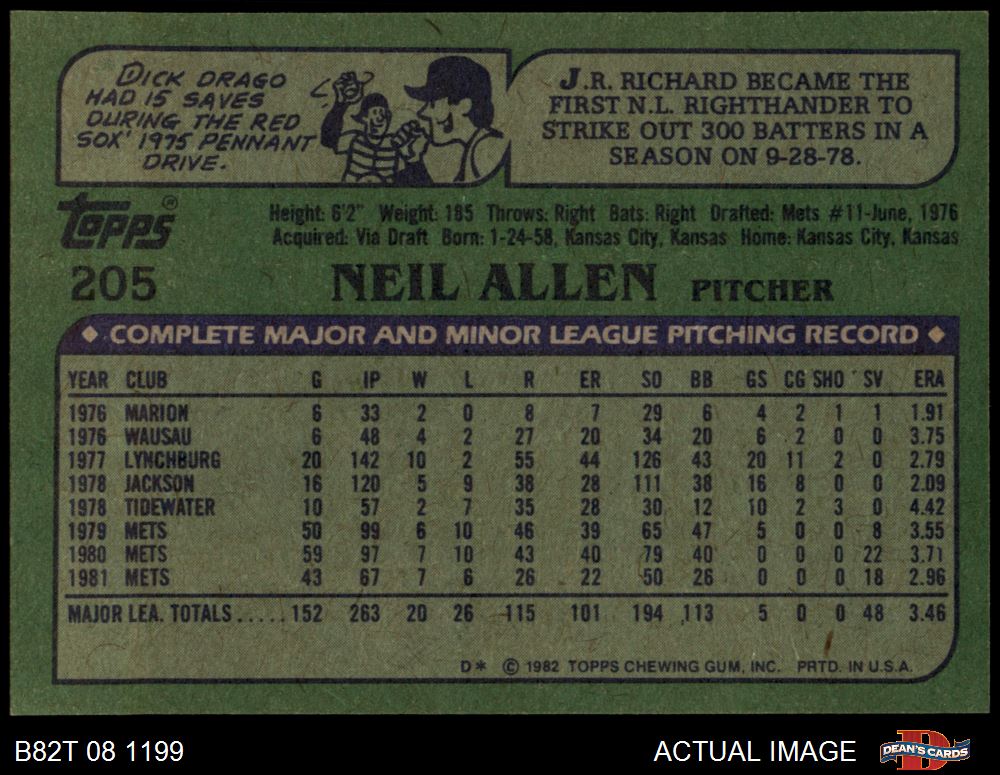 DICK DRAGO
HAD 15 SAVES
DURING THE RED
SOX' 1975 PENNANT
DRIVE.
J.R. RICHARD BECAME THE
FIRST N.L. RIGHTHANDER TO
STRIKE OUT 300 BATTERS IN A
SEASON ON 9-28-78.
TOPPS®
Height: 6'2" Weight: 185 Throws: Right Bats: Right Drafted: Mets #11-June, 1976
Acquired: Via Draft Born: 1-24-58, Kansas City, Kansas Home: Kansas City, Kansas
205 NEIL ALLEN PITCHER
◆ COMPLETE MAJOR AND MINOR LEAGUE PITCHING RECORD ◆
YEAR CLUB G IP W L R ER SO BB GS CG SHO SV ERA
1976 MARION 6 33 2 0 8 7 29 6 4 2 1 1 1.91
1976 WAUSAU 6 48 4 2 27 20 34 20 6 2 0 0 3.75
1977 LYNCHBURG 20 142 10 2 55 44 126 43 20 11 2 0 2.79
1978 JACKSON 16 120 5 9 38 28 111 38 16 8 0 0 2.09
1978 TIDEWATER 10 57 2 7 35 28 30 12 10 2 3 0 4.42
1979 METS 50 99 6 10 46 39 65 47 5 0 0 8 3.55
1980 METS 59 97 7 10 43 40 79 40 0 0 0 22 3.71
1981 METS 43 67 7 6 26 22 50 26 0 0 0 18 2.96
MAJOR LEA. TOTALS ..... 152 263 20 26 115 101 194 113 5 0 0 48 3.46
D* © 1982 TOPPS CHEWING GUM, INC. PRTD. IN U.S.A.
B82T 08 1199 ACTUAL IMAGE DEAN'S CARDS